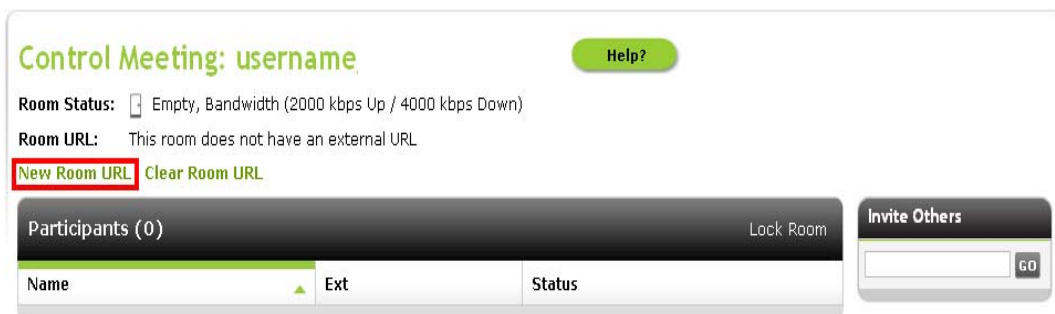 Control Meeting: username
Help?
Room Status: Empty, Bandwidth (2000 kbps Up / 4000 kbps Down)
Room URL: This room does not have an external URL
New Room URL Clear Room URL
Participants (0) Lock Room
Invite Others
GO
Name Ext Status